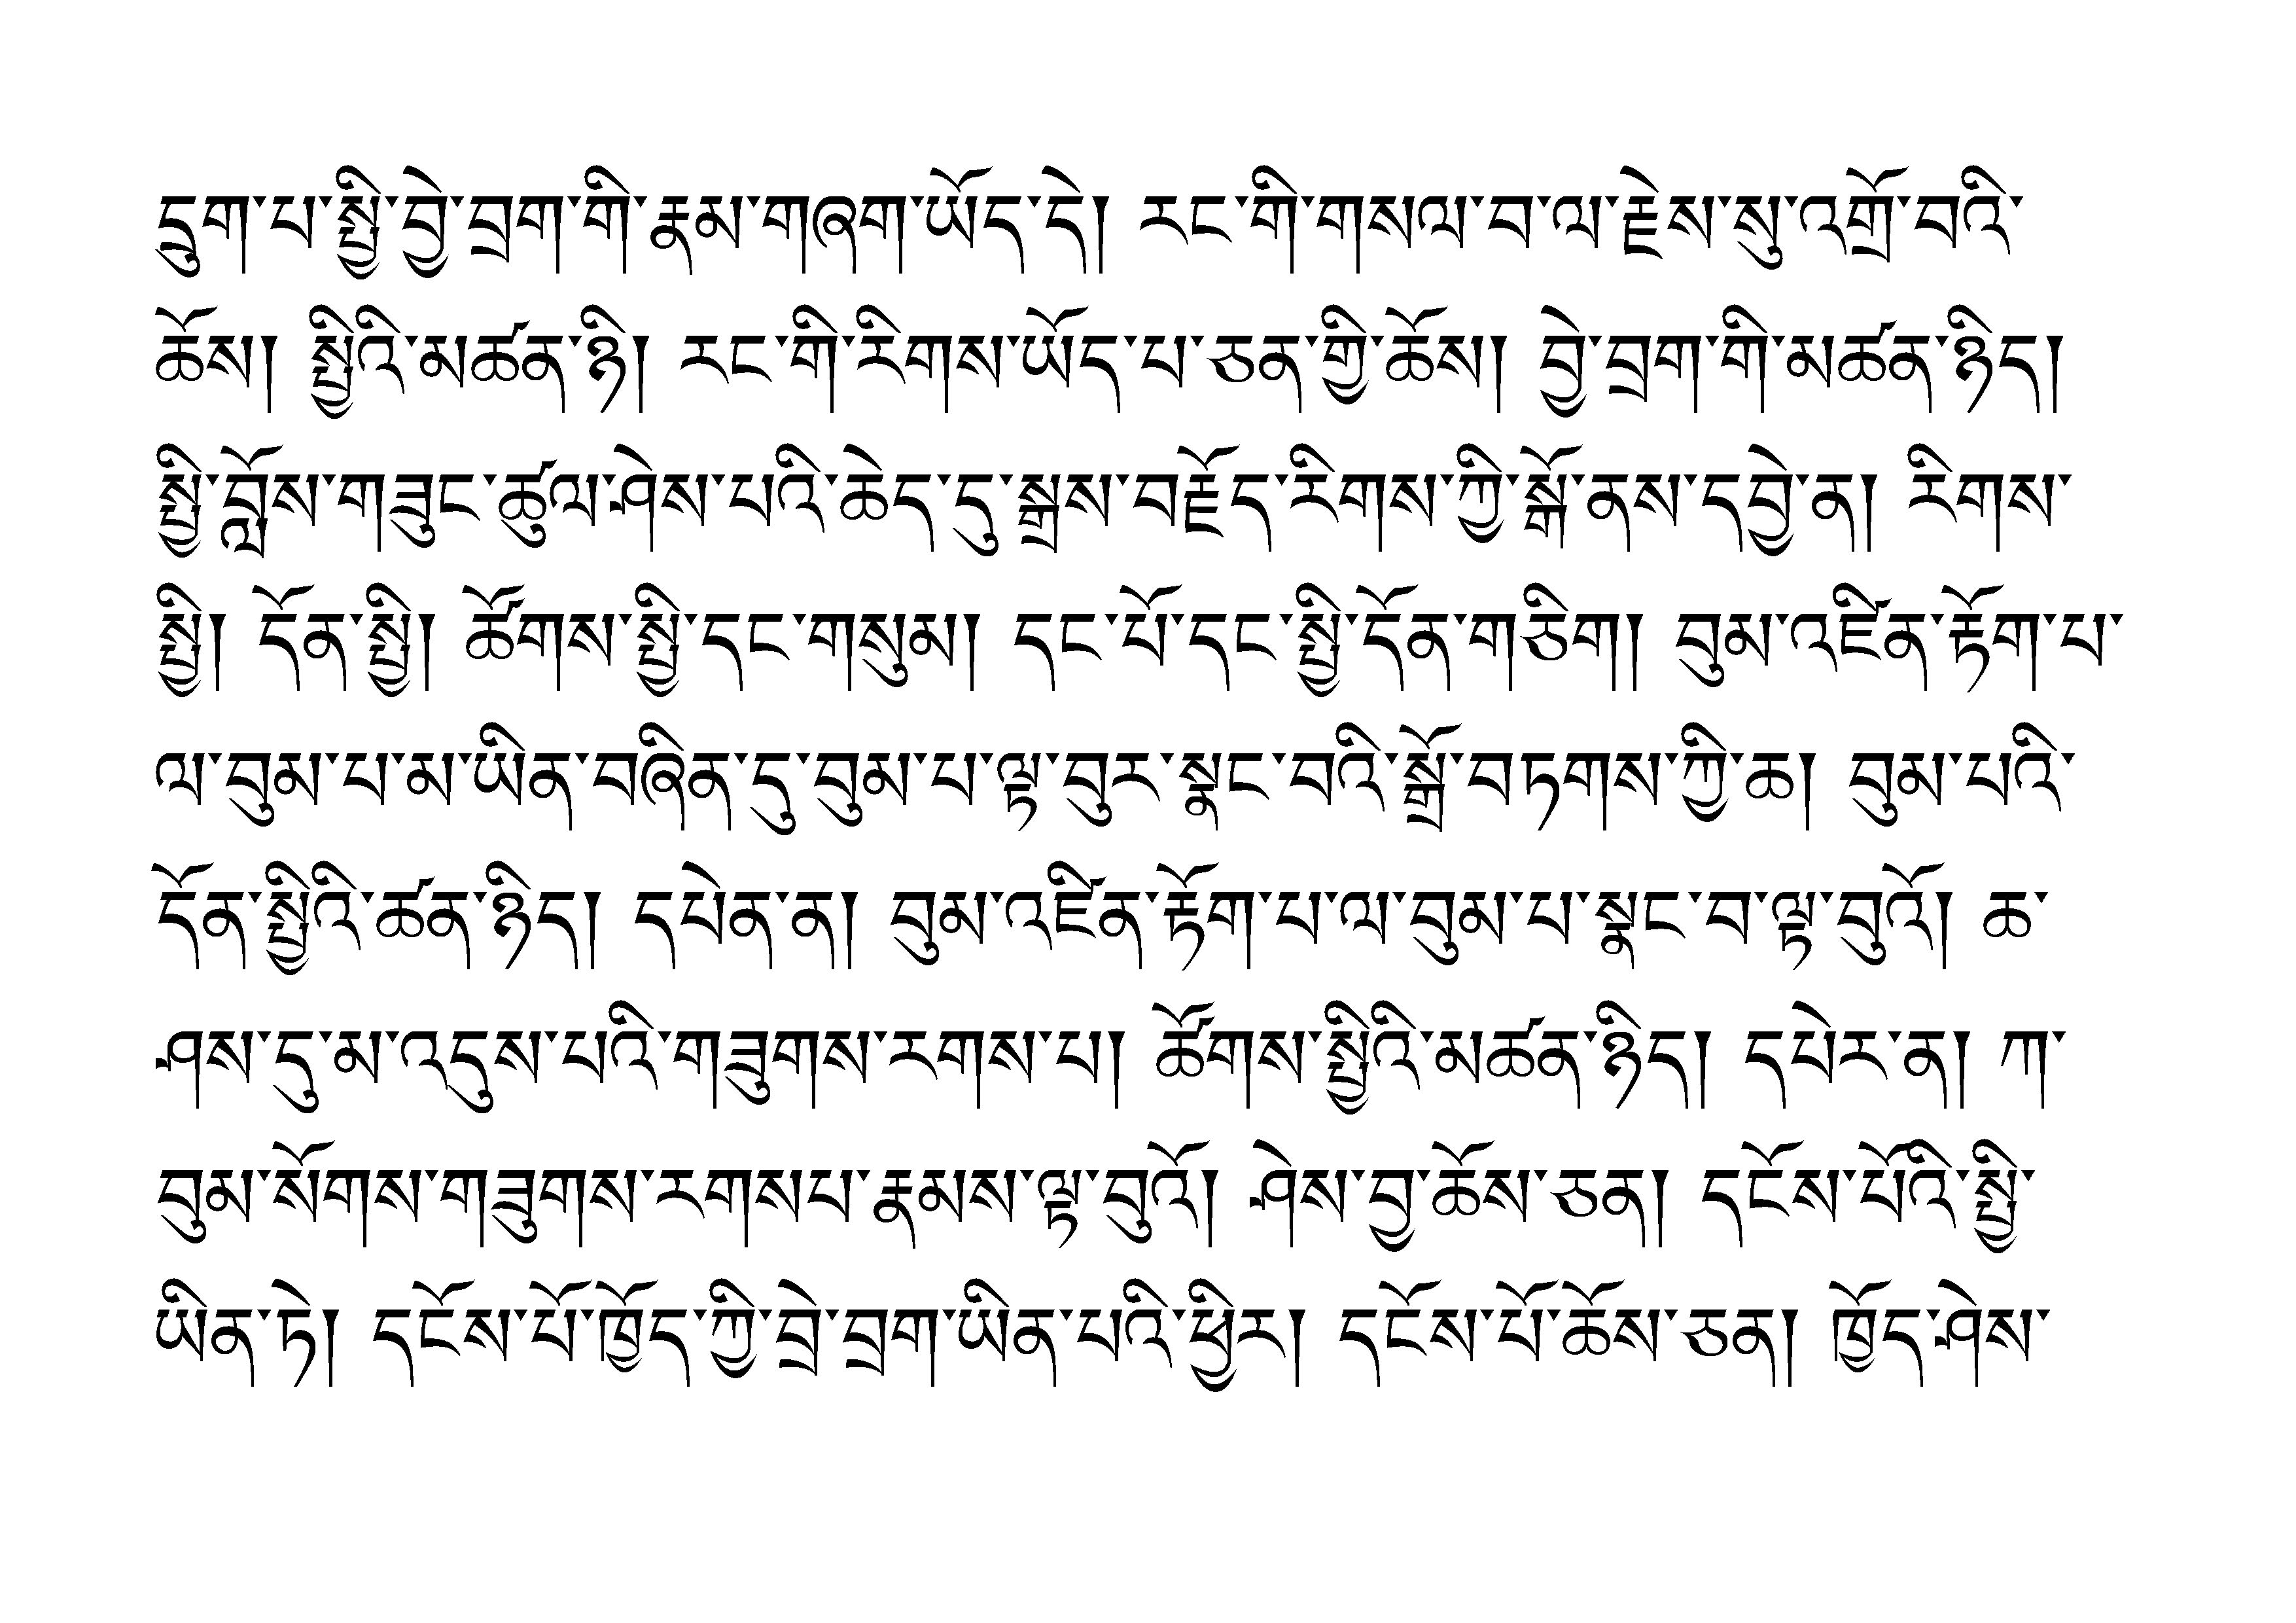 དྲུག་པ་སྤྱི་བྱེ་བྲག་གི་རྣམ་གཞག་ཡོད་དེ། རང་གི་གསལ་བ་ལ་རྗེས་སུ་འགྲོ་བའི་
ཆོས། སྤྱིའི་མཚན་ཉི། རང་གི་རིགས་ཡོད་པ་ཅན་གྱི་ཆོས། བྱེ་བྲག་གི་མཚན་ཉིད།
སྤྱི་བློས་གཟུང་ཚུལ་ཤེས་པའི་ཆེད་དུ་སྒྲས་བརྗོད་རིགས་ཀྱི་སྒོ་ནས་དབྱེ་ན། རིགས་
སྤྱི། དོན་སྤྱི། ཚོགས་སྤྱི་དང་གསུམ། དང་པོ་དང་སྤྱི་དོན་གཅིག། བུམ་འཛིན་རྟོག་པ་
ལ་བུམ་པ་མ་ཡིན་བཞིན་དུ་བུམ་པ་ལྟ་བུར་སྣང་བའི་སྒྲོ་བཏགས་ཀྱི་ཆ། བུམ་པའི་
དོན་སྤྱིའི་ཚན་ཉིད། དཔེན་ན། བུམ་འཛིན་རྟོག་པ་ལ་བུམ་པ་སྣང་བ་ལྟ་བུའོ། ཆ་
ཤས་དུ་མ་འདུས་པའི་གཟུགས་རགས་པ། ཚོགས་སྤྱིའི་མཚན་ཉིད། དཔེར་ན། ཀ་
བུམ་སོགས་གཟུགས་རགསཔ་རྣམས་ལྟ་བུའོ། ཤེས་བྱ་ཆོས་ཅན། དངོས་པོའི་སྤྱི་
ཡིན་ཏེ། དངོས་པོ་ཁྱོད་ཀྱི་བྲེ་བྲག་ཡིན་པའི་ཕྱིར། དངོས་པོ་ཆོས་ཅན། ཁྱོད་ཤེས་